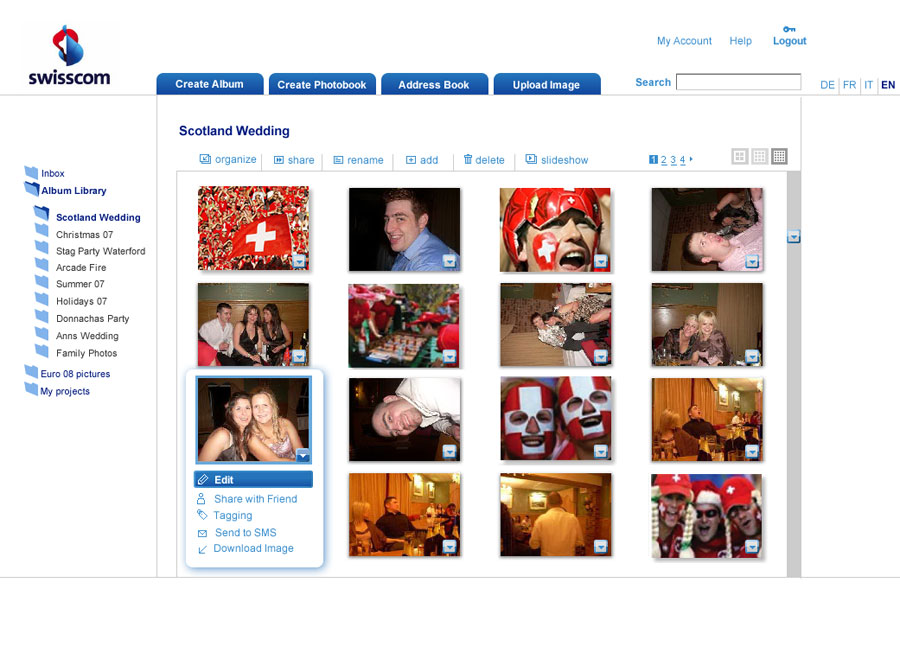 My Account Help Logout
swisscom
Create Album Create Photobook Address Book Upload Image
Search
DE FR IT EN
Scotland Wedding
organize share rename add delete slideshow
1 2 3 4
Inbox
Album Library
Scotland Wedding
Christmas 07
Stag Party Waterford
Arcade Fire
Summer 07
Holidays 07
Donnachas Party
Anns Wedding
Family Photos
Euro 08 pictures
My projects
Edit
Share with Friend
Tagging
Send to SMS
Download Image